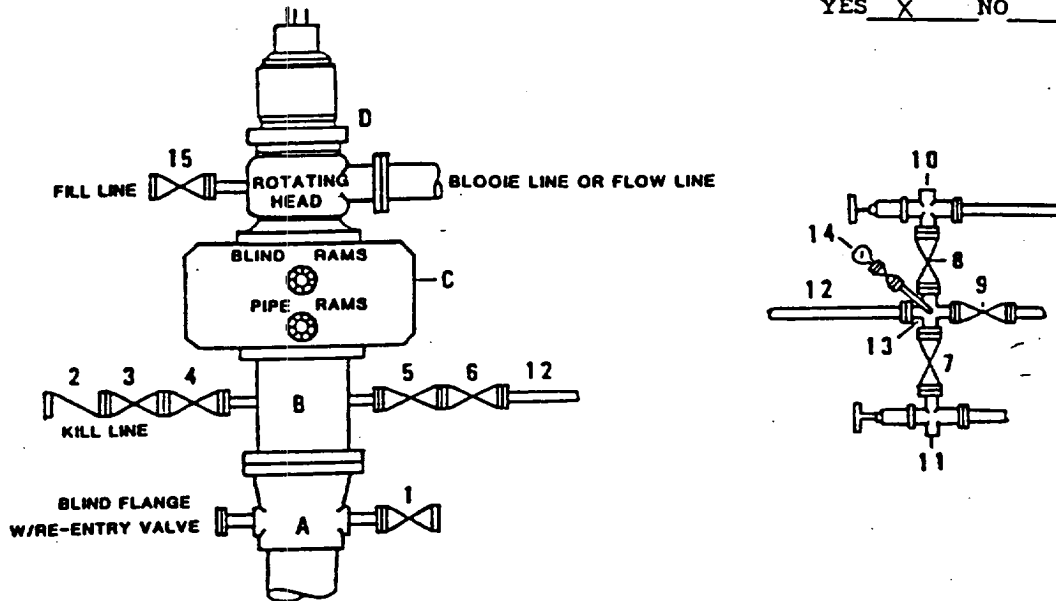 YES X NO
D
15
FILL LINE
ROTATING HEAD
BLOOIE LINE OR FLOW LINE
BLIND RAMS
C
PIPE RAMS
2 3 4
KILL LINE
B
5 6 12
BLIND FLANGE
W/RE-ENTRY VALVE
A
1
10
14
8
12
9
13
7
11